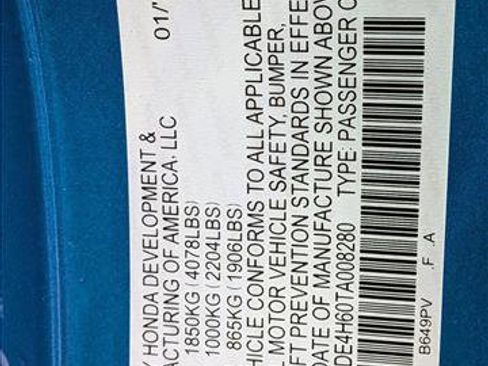 01/
Y HONDA DEVELOPMENT &
ACTURING OF AMERICA, LLC
1850KG (4078LBS)
1000KG (2204LBS)
865KG (1906LBS)
HICLE CONFORMS TO ALL APPLICABLE
L MOTOR VEHICLE SAFETY, BUMPER,
FT PREVENTION STANDARDS IN EFFE
DATE OF MANUFACTURE SHOWN ABOV
DE4H60TA008280 TYPE: PASSENGER C
B649PV .F .A